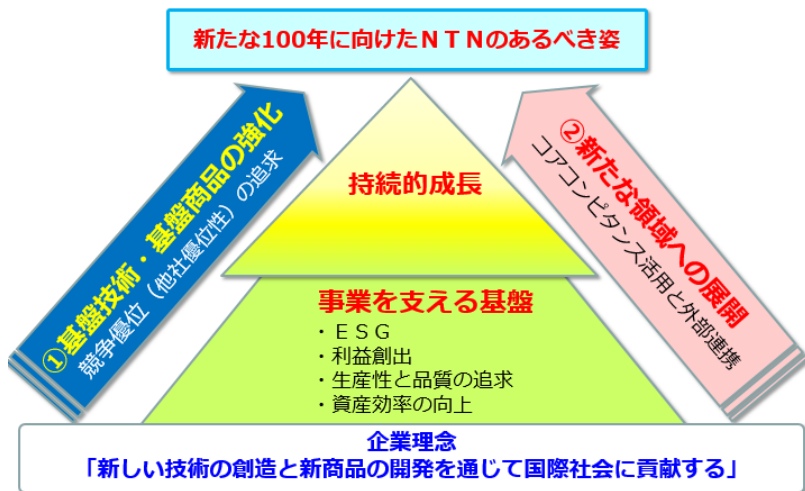 新たな100年に向けたＮＴＮのあるべき姿
①基盤技術・基盤商品の強化
競争優位（他社優位性）の追求
持続的成長
②新たな領域への展開
コアコンピタンス活用と外部連携
事業を支える基盤
・ＥＳＧ
・利益創出
・生産性と品質の追求
・資産効率の向上
企業理念
「新しい技術の創造と新商品の開発を通じて国際社会に貢献する」